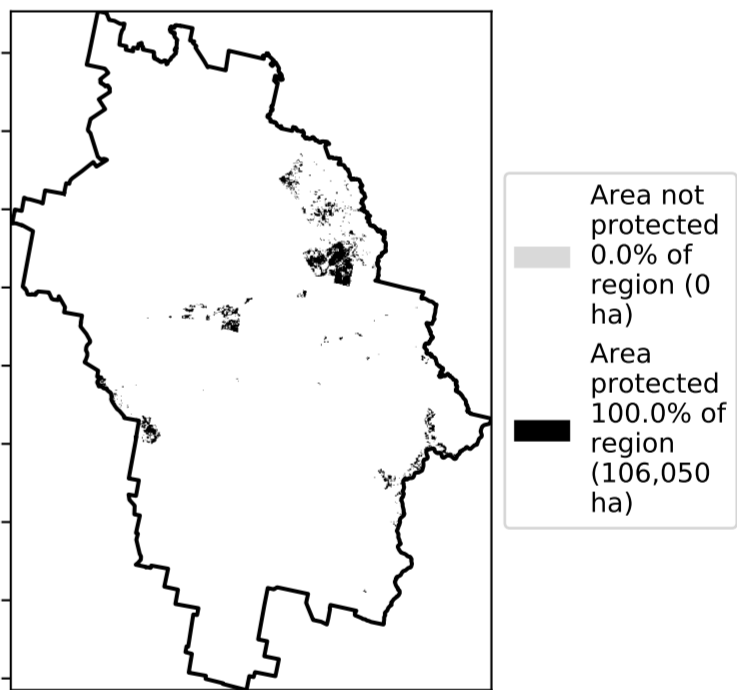 Area not
protected
0.0% of
region (0
ha)
Area
protected
100.0% of
region
(106,050
ha)